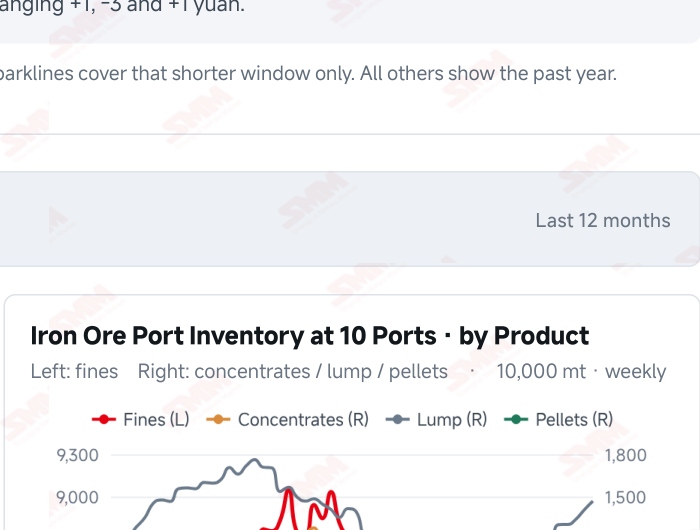 anging +1, −3 and +1 yuan.
parklines cover that shorter window only. All others show the past year.
Last 12 months
Iron Ore Port Inventory at 10 Ports · by Product
Left: fines Right: concentrates / lump / pellets · 10,000 mt · weekly
Fines (L) Concentrates (R) Lump (R) Pellets (R)
9,300 1,800
9,000 1,500
SMM